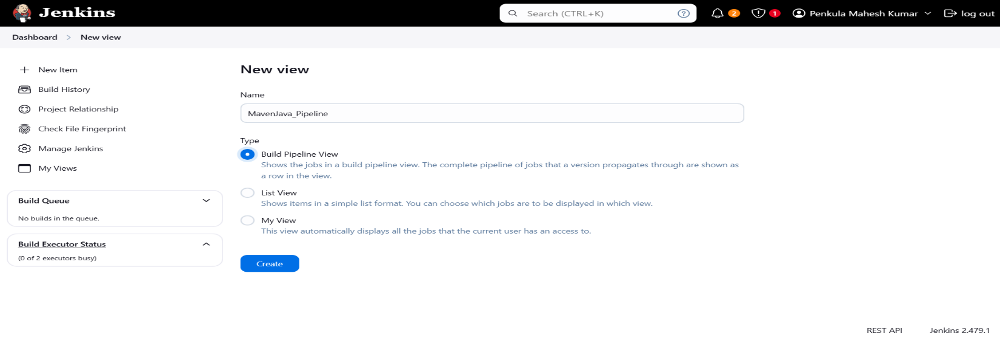 Jenkins
Search (CTRL+K)
?
2
1
Penkula Mahesh Kumar
log out
Dashboard > New view
New Item
Build History
Project Relationship
Check File Fingerprint
Manage Jenkins
My Views
Build Queue
No builds in the queue.
Build Executor Status
(0 of 2 executors busy)
New view
Name
MavenJava_Pipeline
Type
Build Pipeline View
Shows the jobs in a build pipeline view. The complete pipeline of jobs that a version propagates through are shown as
a row in the view.
List View
Shows items in a simple list format. You can choose which jobs are to be displayed in which view.
My View
This view automatically displays all the jobs that the current user has an access to.
Create
REST API
Jenkins 2.479.1